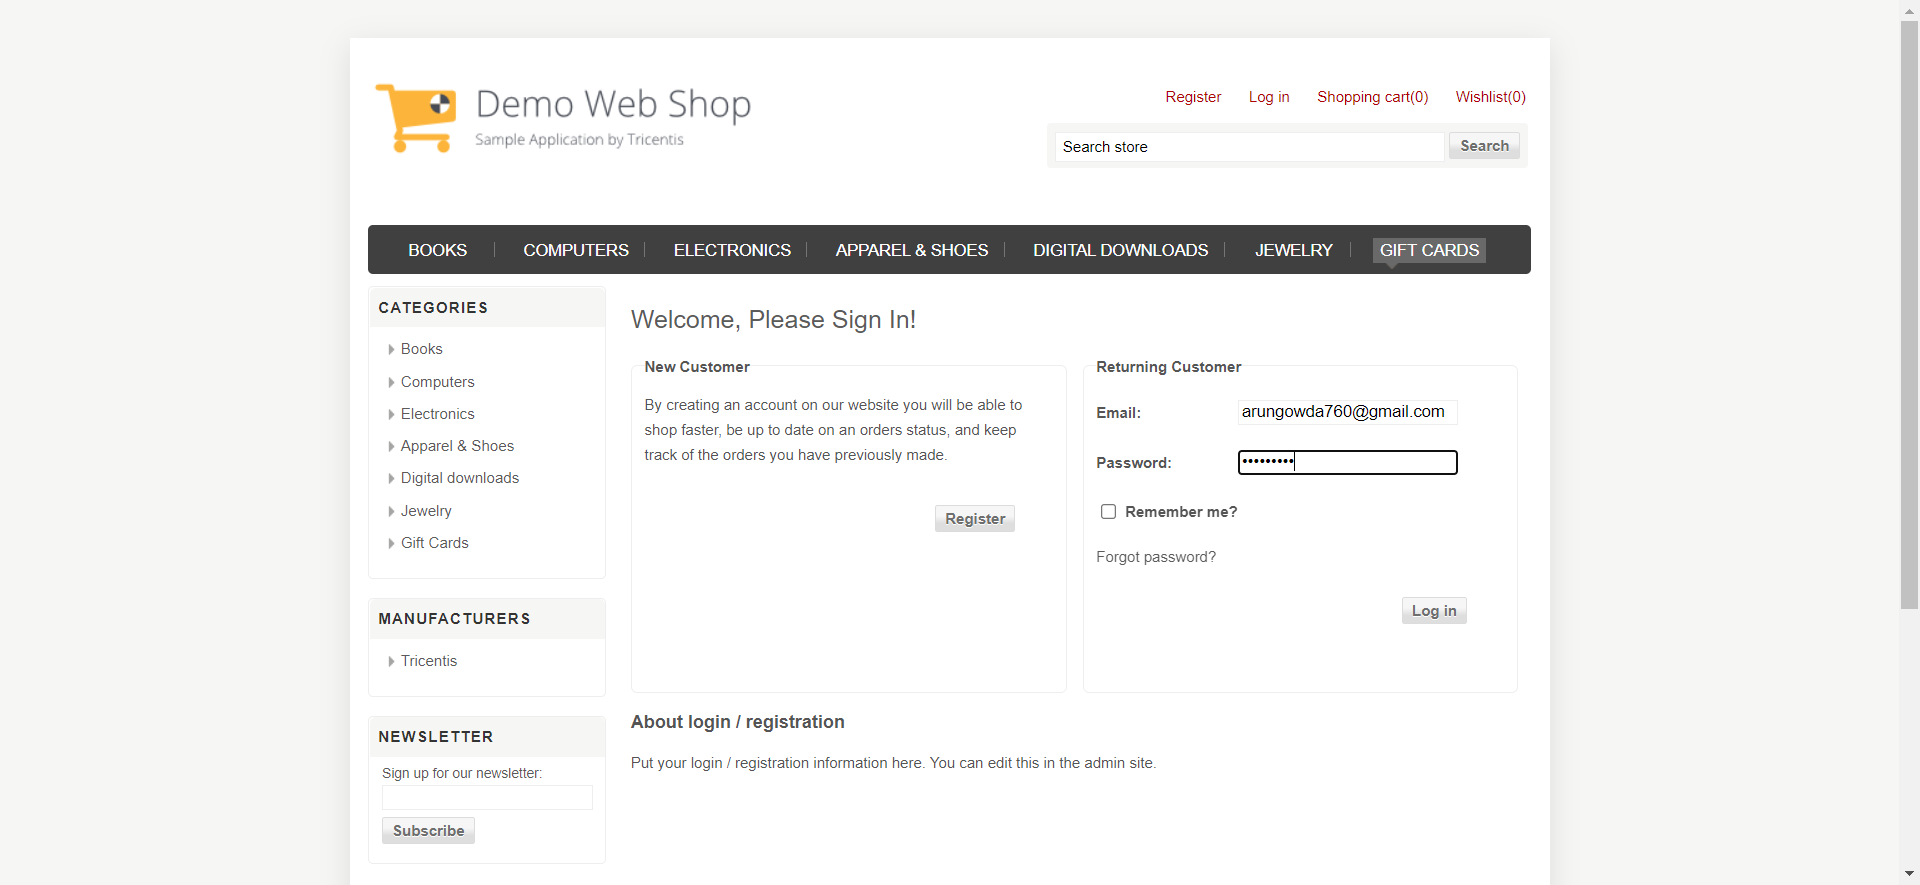 Demo Web Shop
Sample Application by Tricentis
Register Log in Shopping cart(0) Wishlist(0)
Search store Search
BOOKS COMPUTERS ELECTRONICS APPAREL & SHOES DIGITAL DOWNLOADS JEWELRY GIFT CARDS
CATEGORIES
Books
Computers
Electronics
Apparel & Shoes
Digital downloads
Jewelry
Gift Cards
MANUFACTURERS
Tricentis
NEWSLETTER
Sign up for our newsletter:
Subscribe
Welcome, Please Sign In!
New Customer
By creating an account on our website you will be able to
shop faster, be up to date on an orders status, and keep
track of the orders you have previously made.
Register
Returning Customer
Email: arungowda760@gmail.com
Password: •••••••••
Remember me?
Forgot password?
Log in
About login / registration
Put your login / registration information here. You can edit this in the admin site.